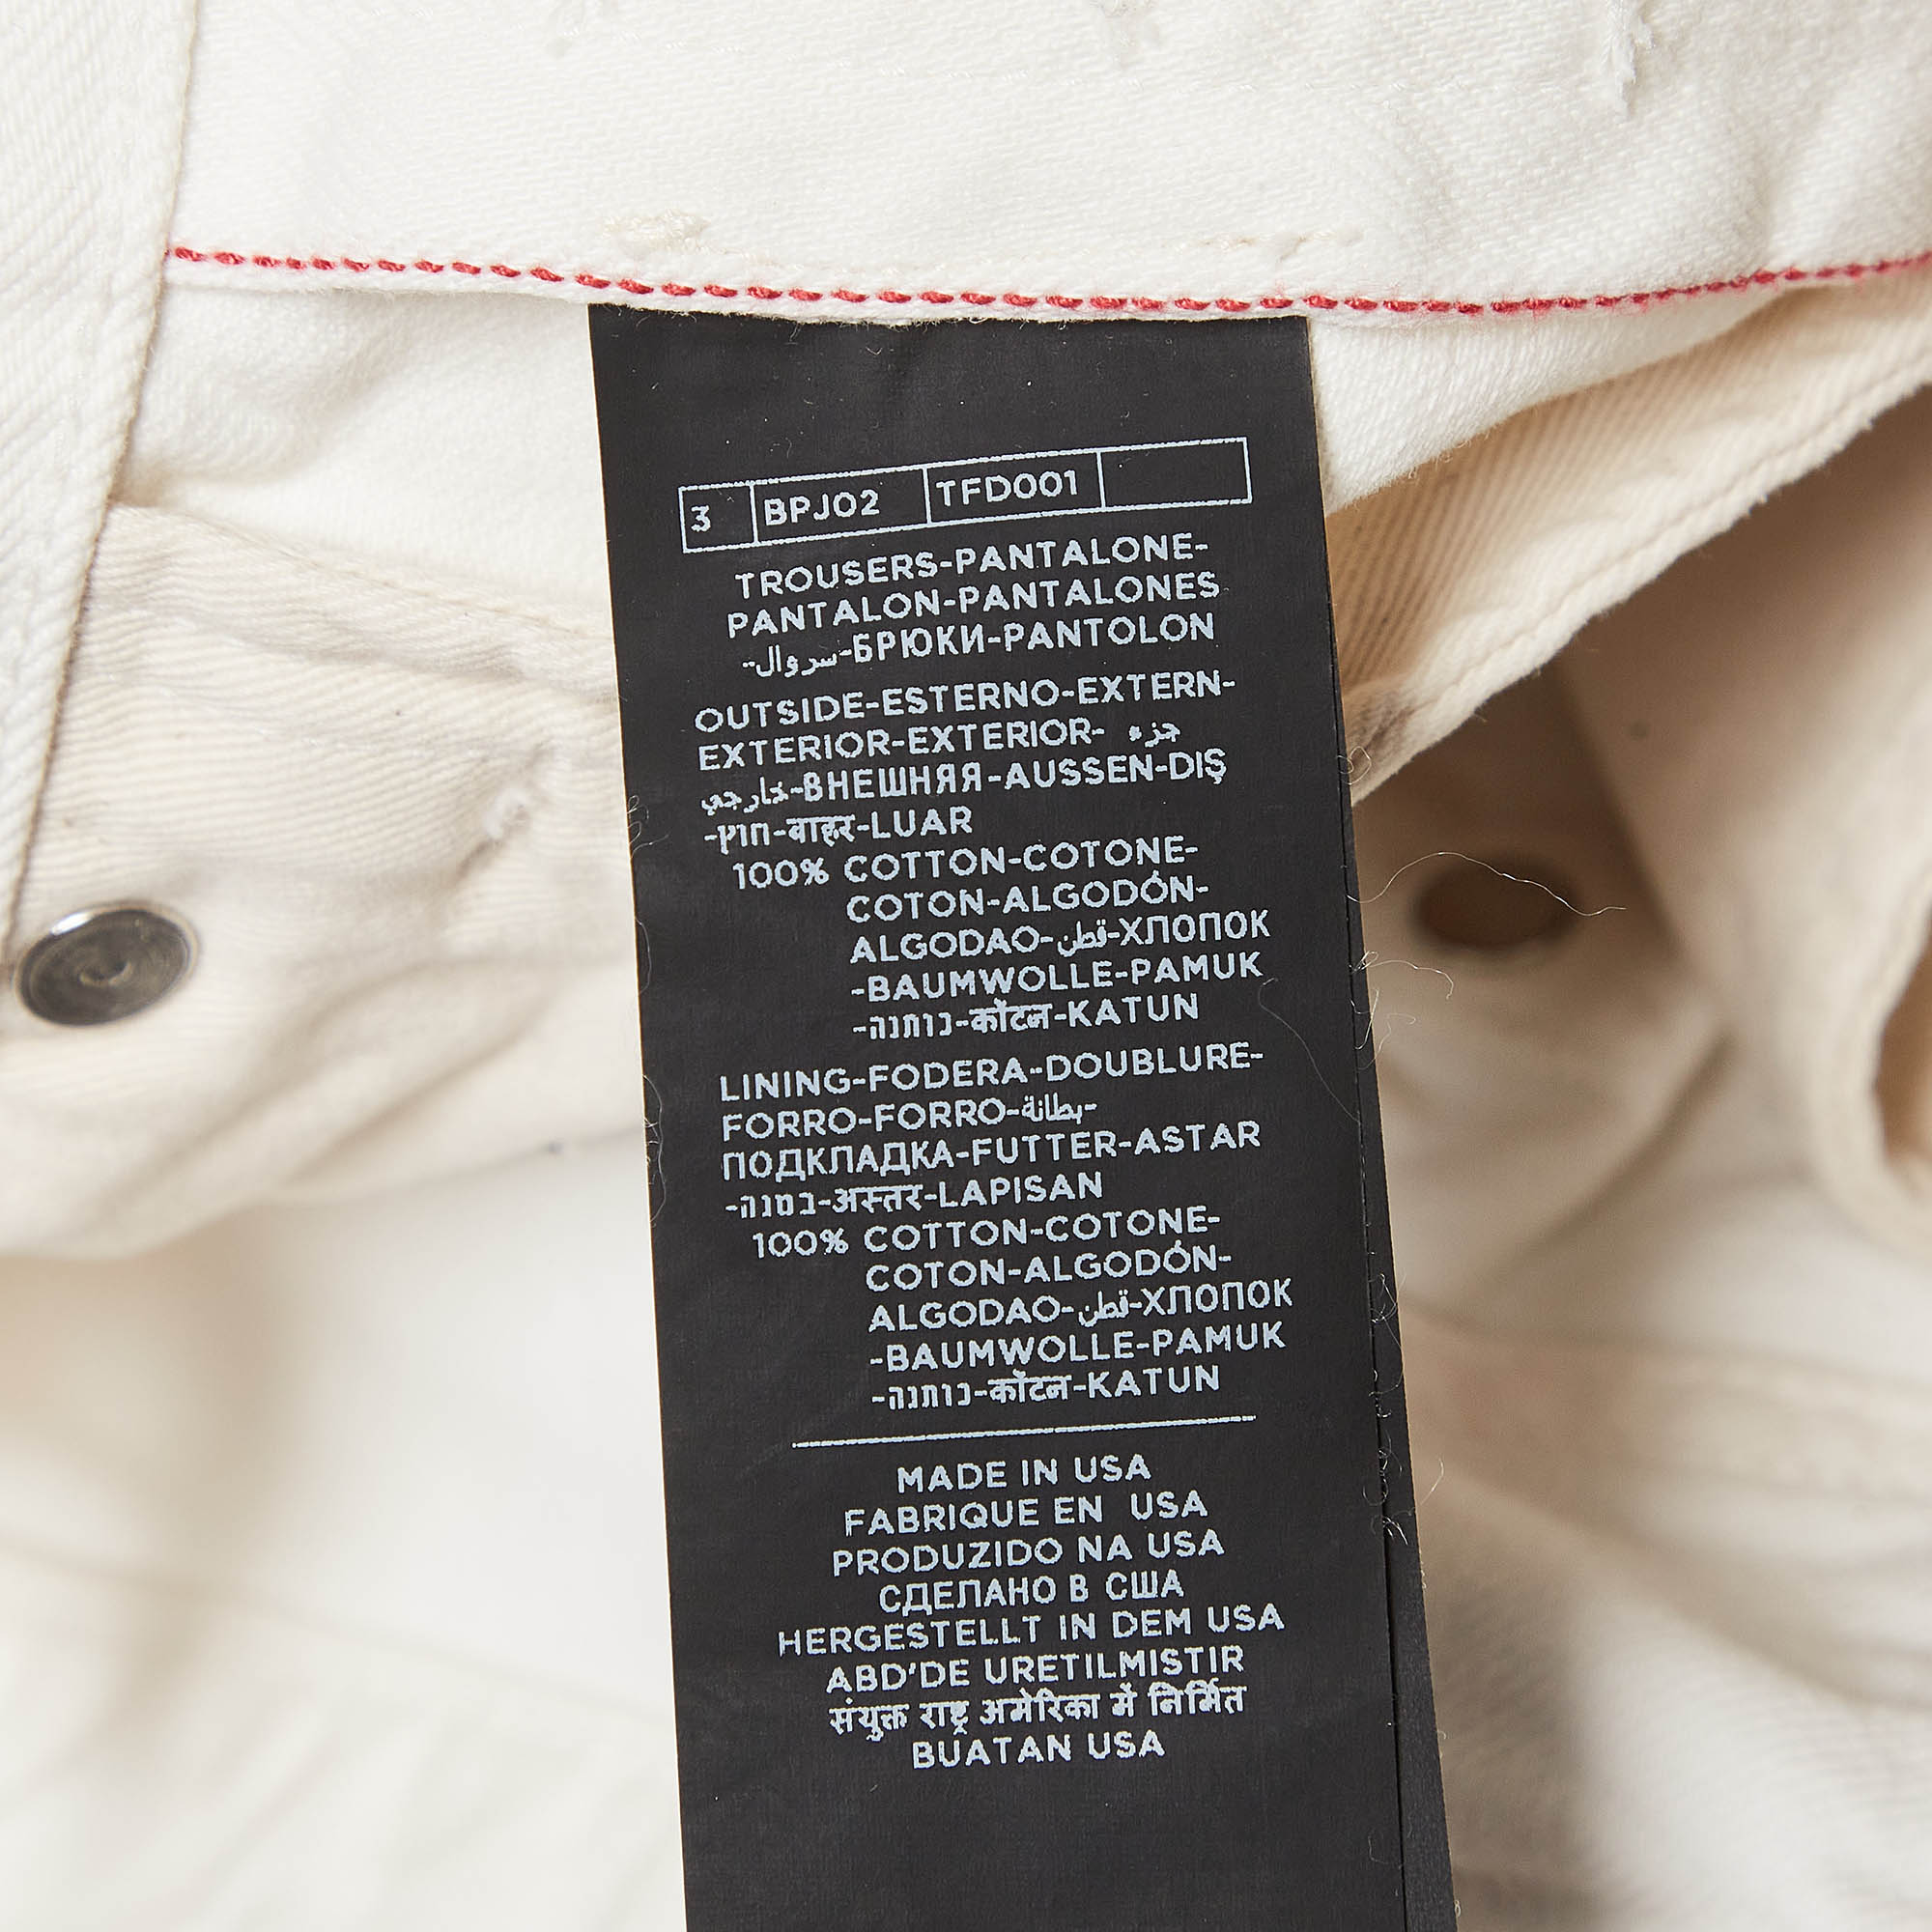 3 BPJ02 TFD001
TROUSERS-PANTALONE-
PANTALON-PANTALONES
-سروال-БРЮКИ-PANTOLON
OUTSIDE-ESTERNO-EXTERN-
EXTERIOR-EXTERIOR- جزء
خارجي-ВНЕШНЯЯ-AUSSEN-DIŞ
-חוץ-बाहर-LUAR
100% COTTON-COTONE-
COTON-ALGODÓN-
ALGODAO-قطن-ХЛОПОК
-BAUMWOLLE-PAMUK
-כותנה-कॉटन-KATUN
LINING-FODERA-DOUBLURE-
FORRO-FORRO-بطانة-
ПОДКЛАДКА-FUTTER-ASTAR
-בטנה-अस्तर-LAPISAN
100% COTTON-COTONE-
COTON-ALGODÓN-
ALGODAO-قطن-ХЛОПОК
-BAUMWOLLE-PAMUK
-כותנה-कॉटन-KATUN
MADE IN USA
FABRIQUE EN USA
PRODUZIDO NA USA
СДЕЛАНО В США
HERGESTELLT IN DEM USA
ABD'DE URETILMISTIR
संयुक्त राष्ट्र अमेरिका में निर्मित
BUATAN USA